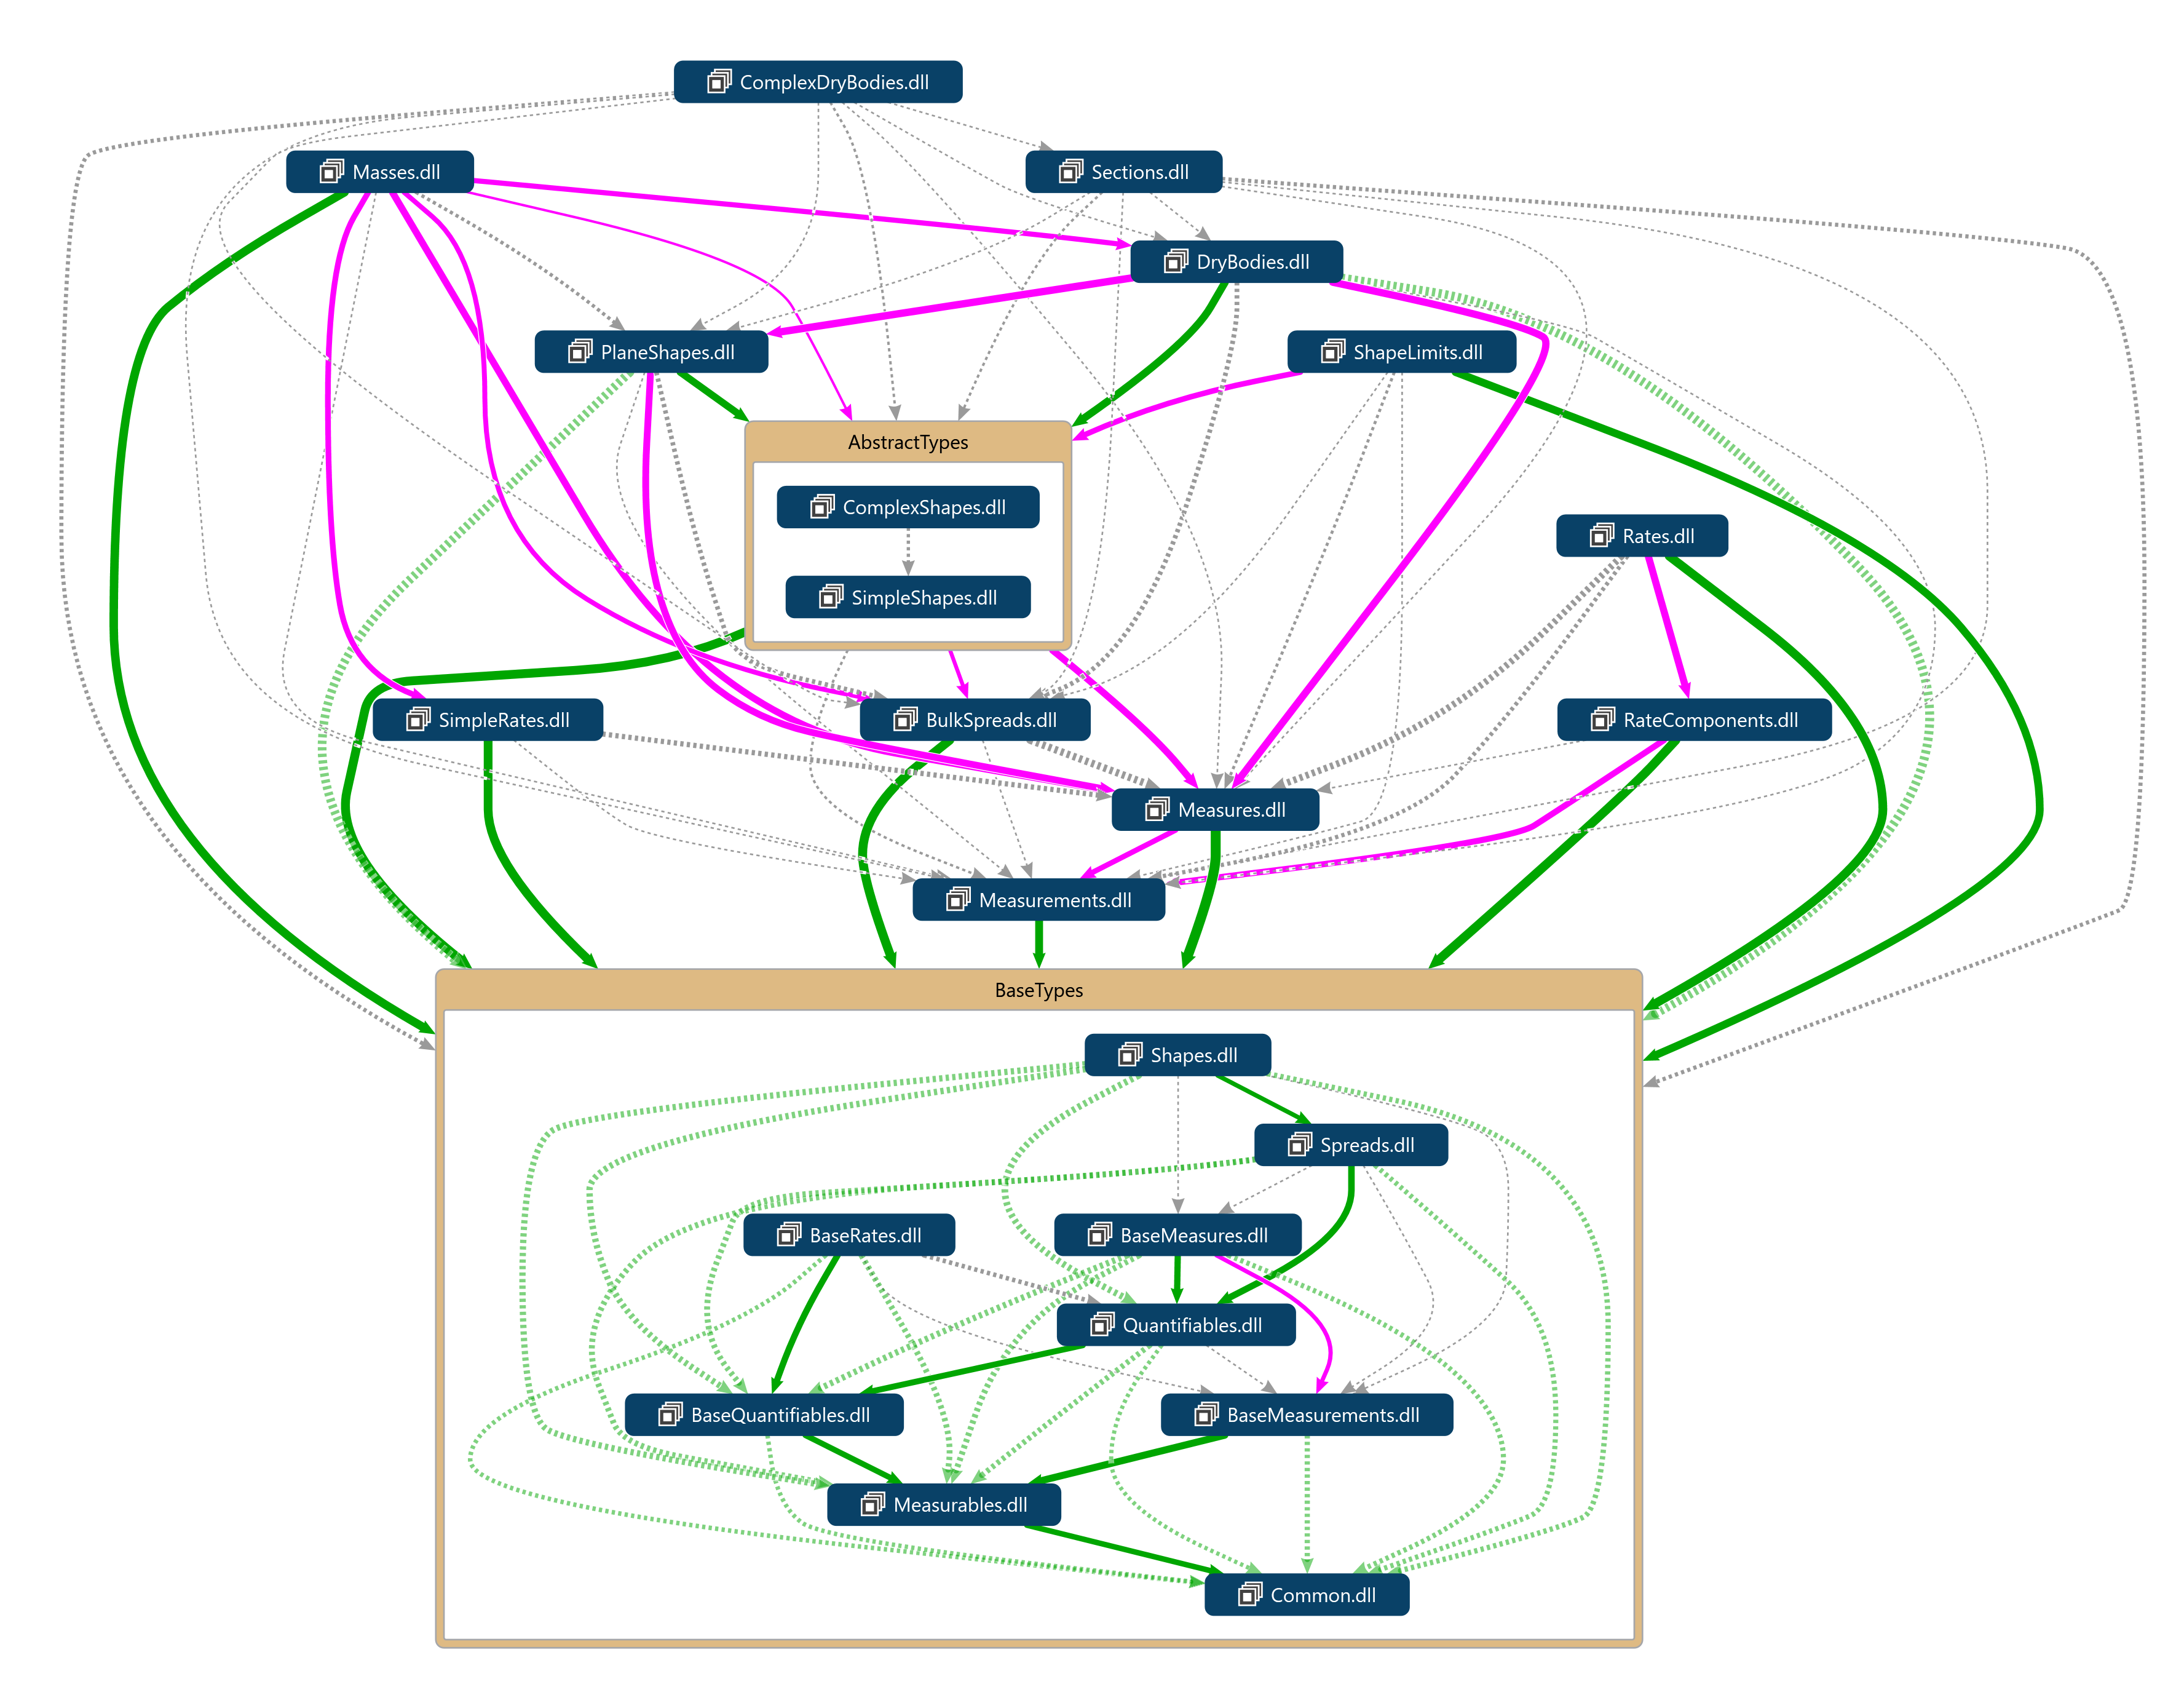 ComplexDryBodies.dll
Masses.dll
Sections.dll
DryBodies.dll
PlaneShapes.dll
ShapeLimits.dll
AbstractTypes
ComplexShapes.dll
Rates.dll
SimpleShapes.dll
SimpleRates.dll
BulkSpreads.dll
RateComponents.dll
Measures.dll
Measurements.dll
BaseTypes
Shapes.dll
Spreads.dll
BaseRates.dll
BaseMeasures.dll
Quantifiables.dll
BaseQuantifiables.dll
BaseMeasurements.dll
Measurables.dll
Common.dll